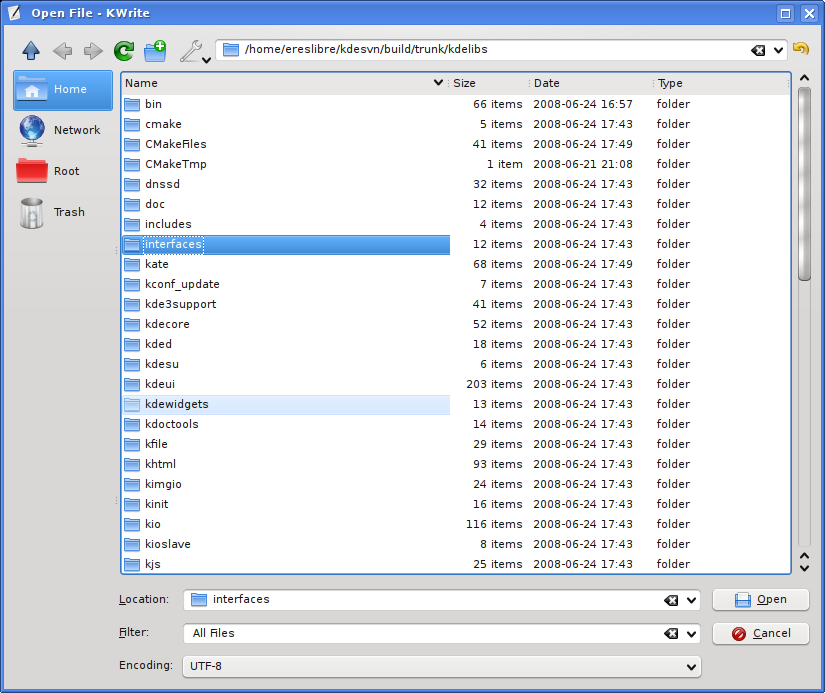 Open File - KWrite
/home/ereslibre/kdesvn/build/trunk/kdelibs
Home
Network
Root
Trash
Name Size Date Type
bin 66 items 2008-06-24 16:57 folder
cmake 5 items 2008-06-24 17:43 folder
CMakeFiles 41 items 2008-06-24 17:49 folder
CMakeTmp 1 item 2008-06-21 21:08 folder
dnssd 32 items 2008-06-24 17:43 folder
doc 12 items 2008-06-24 17:43 folder
includes 4 items 2008-06-24 17:43 folder
interfaces 12 items 2008-06-24 17:43 folder
kate 68 items 2008-06-24 17:49 folder
kconf_update 7 items 2008-06-24 17:43 folder
kde3support 41 items 2008-06-24 17:43 folder
kdecore 52 items 2008-06-24 17:43 folder
kded 18 items 2008-06-24 17:43 folder
kdesu 6 items 2008-06-24 17:43 folder
kdeui 203 items 2008-06-24 17:43 folder
kdewidgets 13 items 2008-06-24 17:43 folder
kdoctools 14 items 2008-06-24 17:43 folder
kfile 29 items 2008-06-24 17:43 folder
khtml 93 items 2008-06-24 17:43 folder
kimgio 24 items 2008-06-24 17:43 folder
kinit 16 items 2008-06-24 17:43 folder
kio 116 items 2008-06-24 17:43 folder
kioslave 8 items 2008-06-24 17:43 folder
kjs 25 items 2008-06-24 17:43 folder
Location: interfaces Open
Filter: All Files Cancel
Encoding: UTF-8